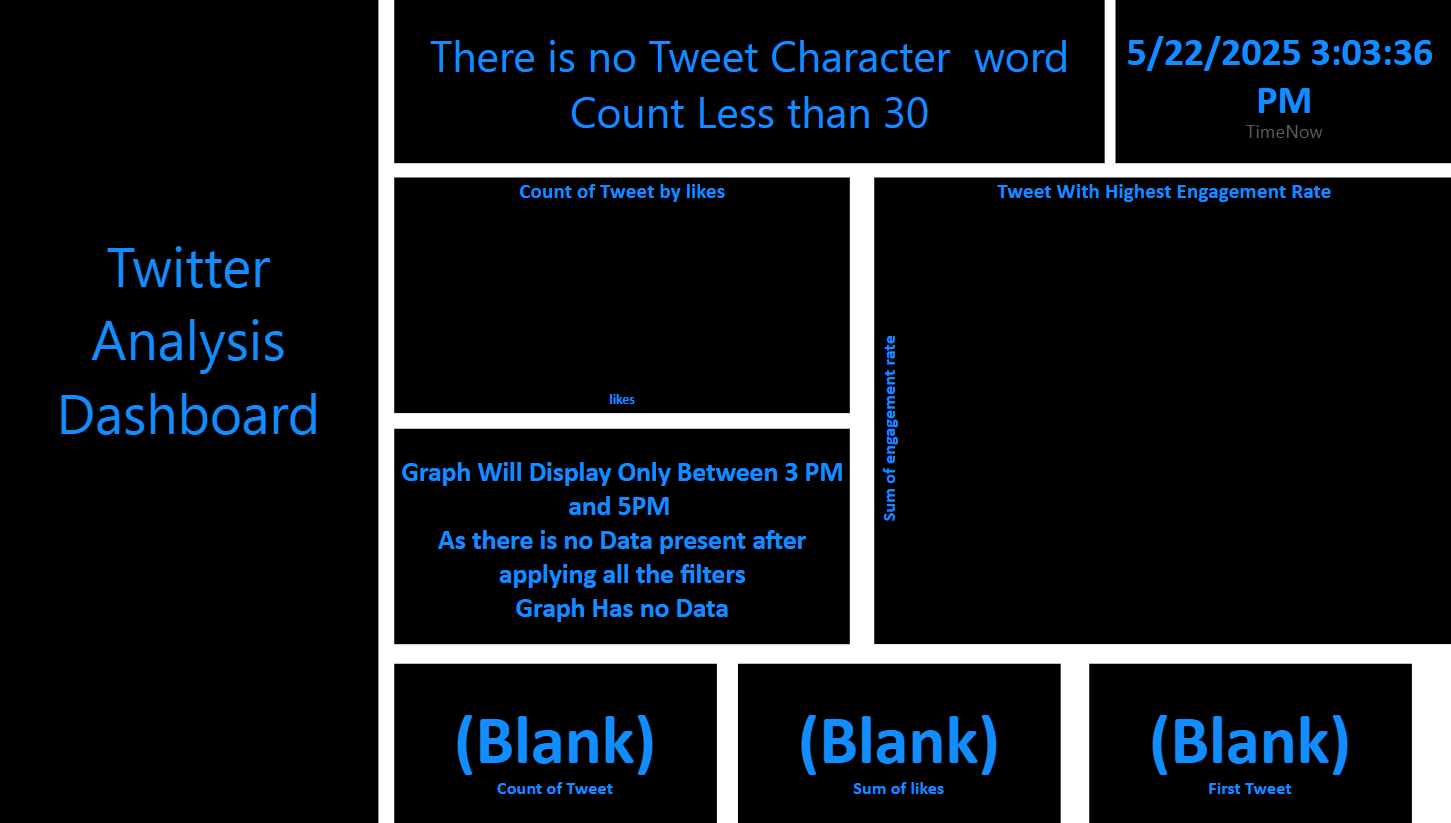 Twitter
Analysis
Dashboard
There is no Tweet Character  word
Count Less than 30
5/22/2025 3:03:36
PM
TimeNow
Count of Tweet by likes
likes
Tweet With Highest Engagement Rate
Sum of engagement rate
Graph Will Display Only Between 3 PM
and 5PM
As there is no Data present after
applying all the filters
Graph Has no Data
(Blank)
Count of Tweet
(Blank)
Sum of likes
(Blank)
First Tweet